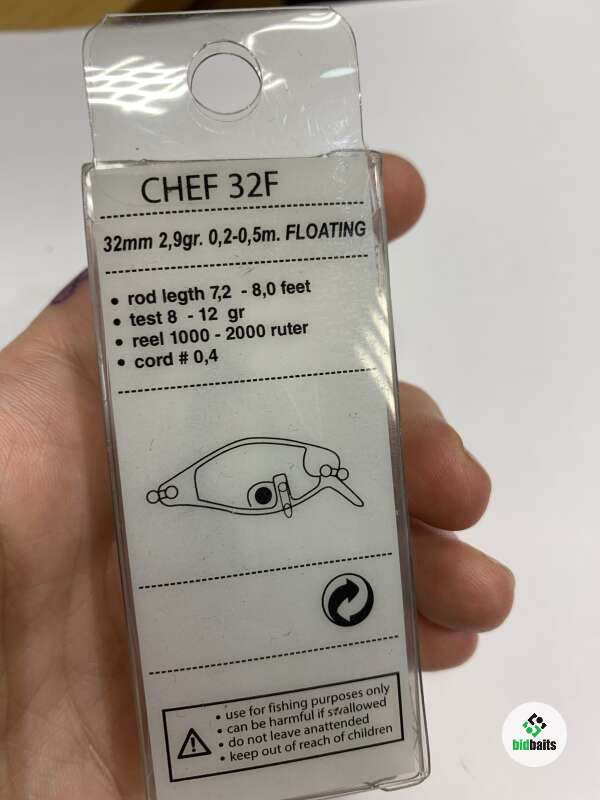 CHEF 32F
32mm 2,9gr. 0,2-0,5m. FLOATING
• rod legth 7,2 - 8,0 feet
• test 8 - 12 gr
• reel 1000 - 2000 ruter
• cord # 0,4
• use for fishing purposes only
• can be harmful if swallowed
• do not leave anattended
• keep out of reach of children
bidbaits